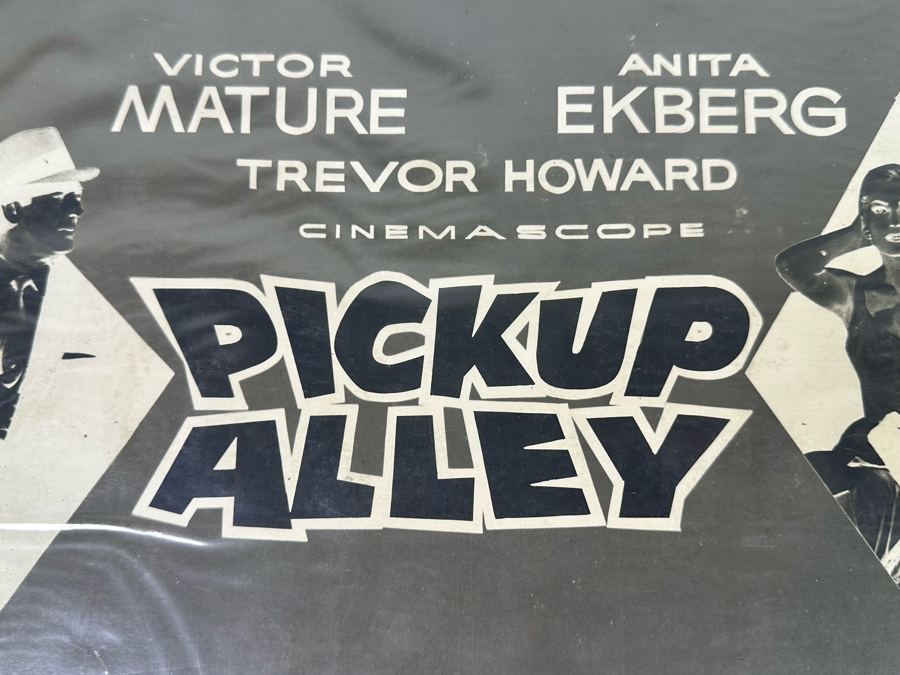 VICTOR
MATURE
ANITA
EKBERG
TREVOR HOWARD
CINEMASCOPE
PICKUP
ALLEY